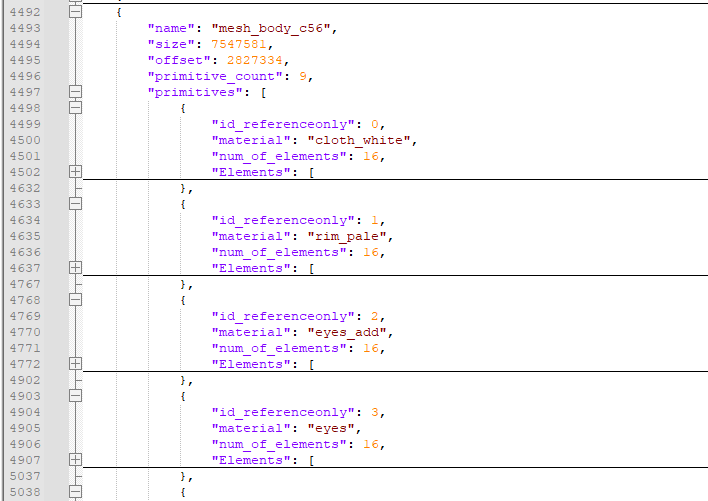 4492 {
4493 "name": "mesh_body_c56",
4494 "size": 7547581,
4495 "offset": 2827334,
4496 "primitive_count": 9,
4497 "primitives": [
4498 {
4499 "id_referenceonly": 0,
4500 "material": "cloth_white",
4501 "num_of_elements": 16,
4502 "Elements": [
4632 },
4633 {
4634 "id_referenceonly": 1,
4635 "material": "rim_pale",
4636 "num_of_elements": 16,
4637 "Elements": [
4767 },
4768 {
4769 "id_referenceonly": 2,
4770 "material": "eyes_add",
4771 "num_of_elements": 16,
4772 "Elements": [
4902 },
4903 {
4904 "id_referenceonly": 3,
4905 "material": "eyes",
4906 "num_of_elements": 16,
4907 "Elements": [
5037 },
5038 {